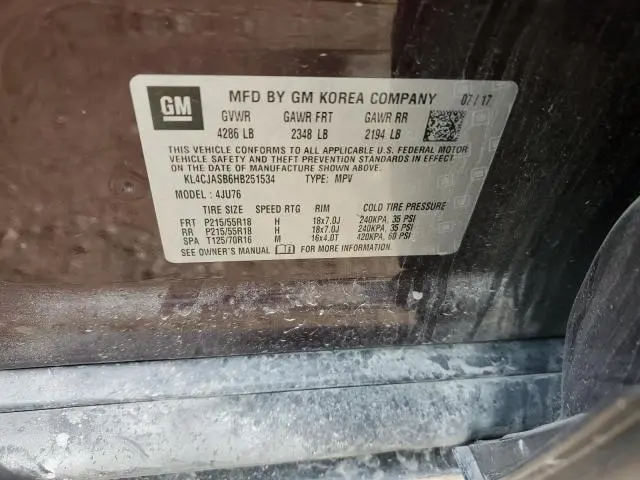 GM MFD BY GM KOREA COMPANY 07/17
GVWR GAWR FRT GAWR RR
4286 LB 2348 LB 2194 LB
THIS VEHICLE CONFORMS TO ALL APPLICABLE U.S. FEDERAL MOTOR
VEHICLE SAFETY AND THEFT PREVENTION STANDARDS IN EFFECT ON
THE DATE OF MANUFACTURE SHOWN ABOVE.
KL4CJASB6HB251534 TYPE: MPV
MODEL: 4JU76
TIRE SIZE SPEED RTG RIM COLD TIRE PRESSURE
FRT P215/55R18 H 18x7.0J 240KPA, 35 PSI
RR P215/55R18 H 18x7.0J 240KPA, 35 PSI
SPA T125/70R16 M 16x4.0T 420KPA, 60 PSI
SEE OWNER'S MANUAL FOR MORE INFORMATION.